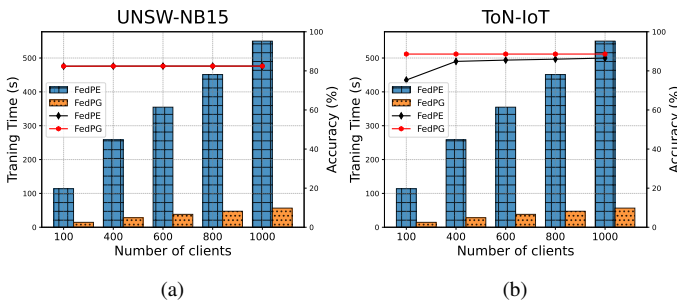 UNSW-NB15
500
400
300
200
100
0
Traning Time (s)
FedPE
FedPG
FedPE
FedPG
100
80
60
40
20
0
Accuracy (%)
100 400 600 800 1000
Number of clients
(a)
ToN-IoT
500
400
300
200
100
0
Traning Time (s)
FedPE
FedPG
FedPE
FedPG
100
80
60
40
20
0
Accuracy (%)
100 400 600 800 1000
Number of clients
(b)